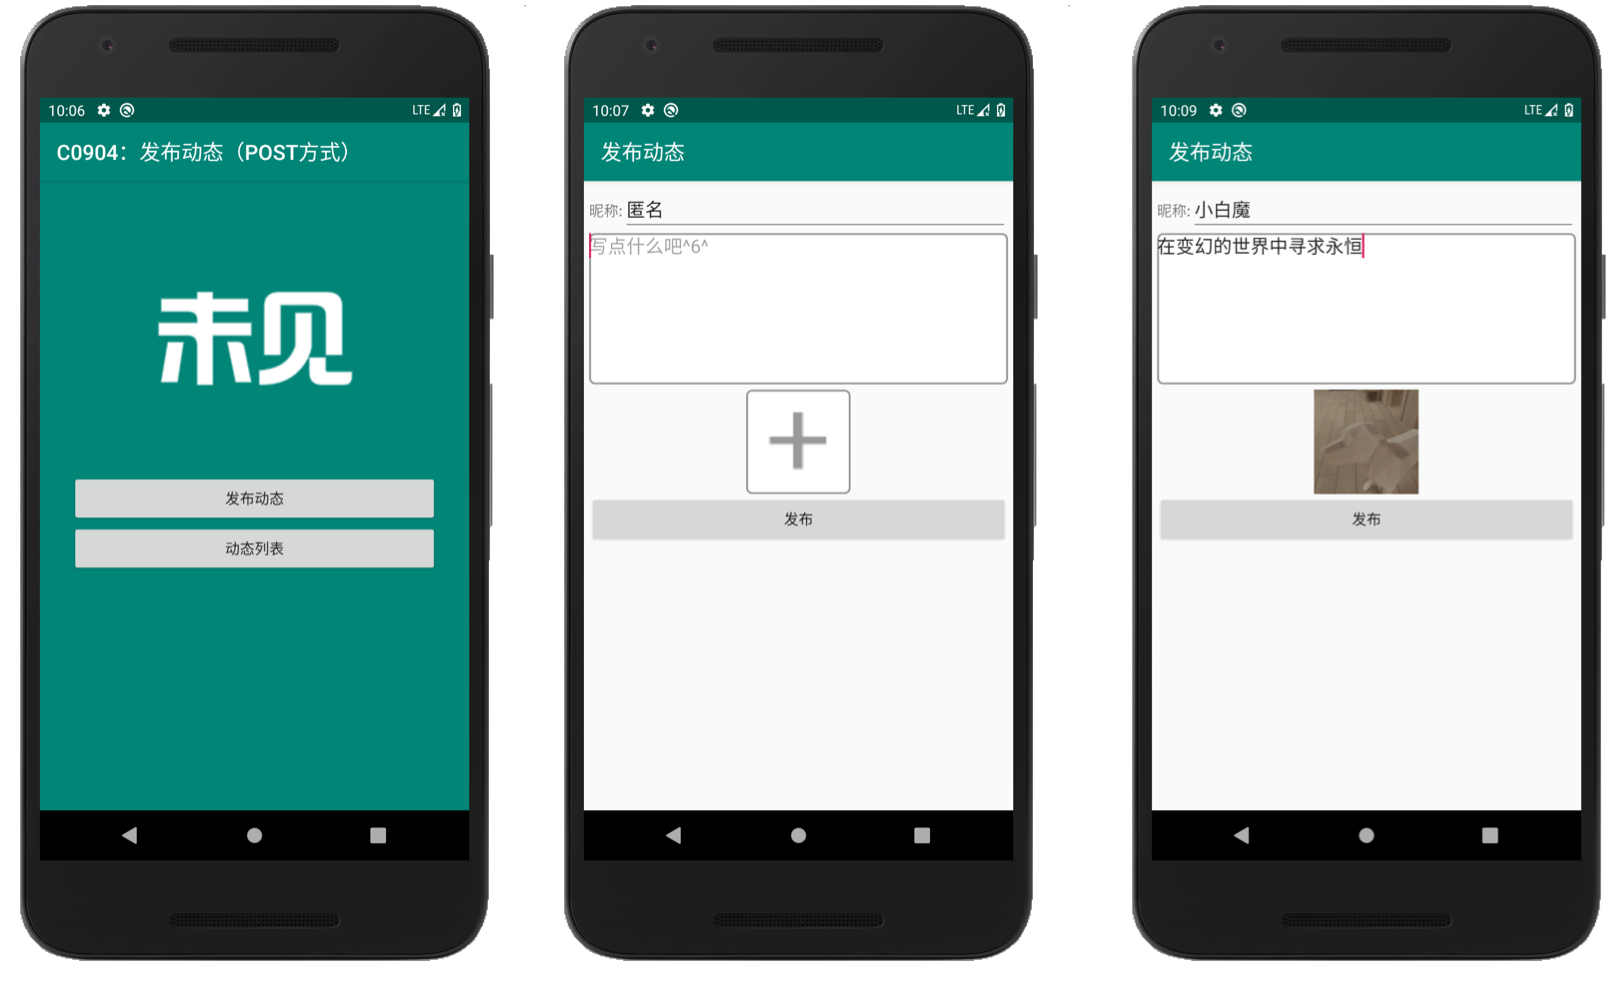 10:06
LTE
C0904：发布动态（POST方式）
未见
发布动态
动态列表
10:07
LTE
发布动态
昵称: 匿名
写点什么吧^6^
发布
10:09
LTE
发布动态
昵称: 小白魔
在变幻的世界中寻求永恒
发布